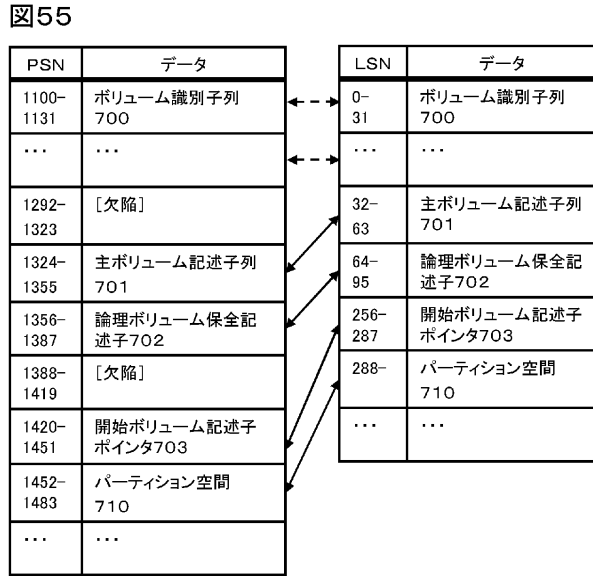 図55
PSN データ
1100- ボリューム識別子列
1131 700
... ...
1292- [欠陥]
1323
1324- 主ボリューム記述子列
1355 701
1356- 論理ボリューム保全記
1387 述子702
1388- [欠陥]
1419
1420- 開始ボリューム記述子
1451 ポインタ703
1452- パーティション空間
1483 710
... ...
LSN データ
0- ボリューム識別子列
31 700
... ...
32- 主ボリューム記述子列
63 701
64- 論理ボリューム保全記
95 述子702
256- 開始ボリューム記述子
287 ポインタ703
288- パーティション空間
710
... ...